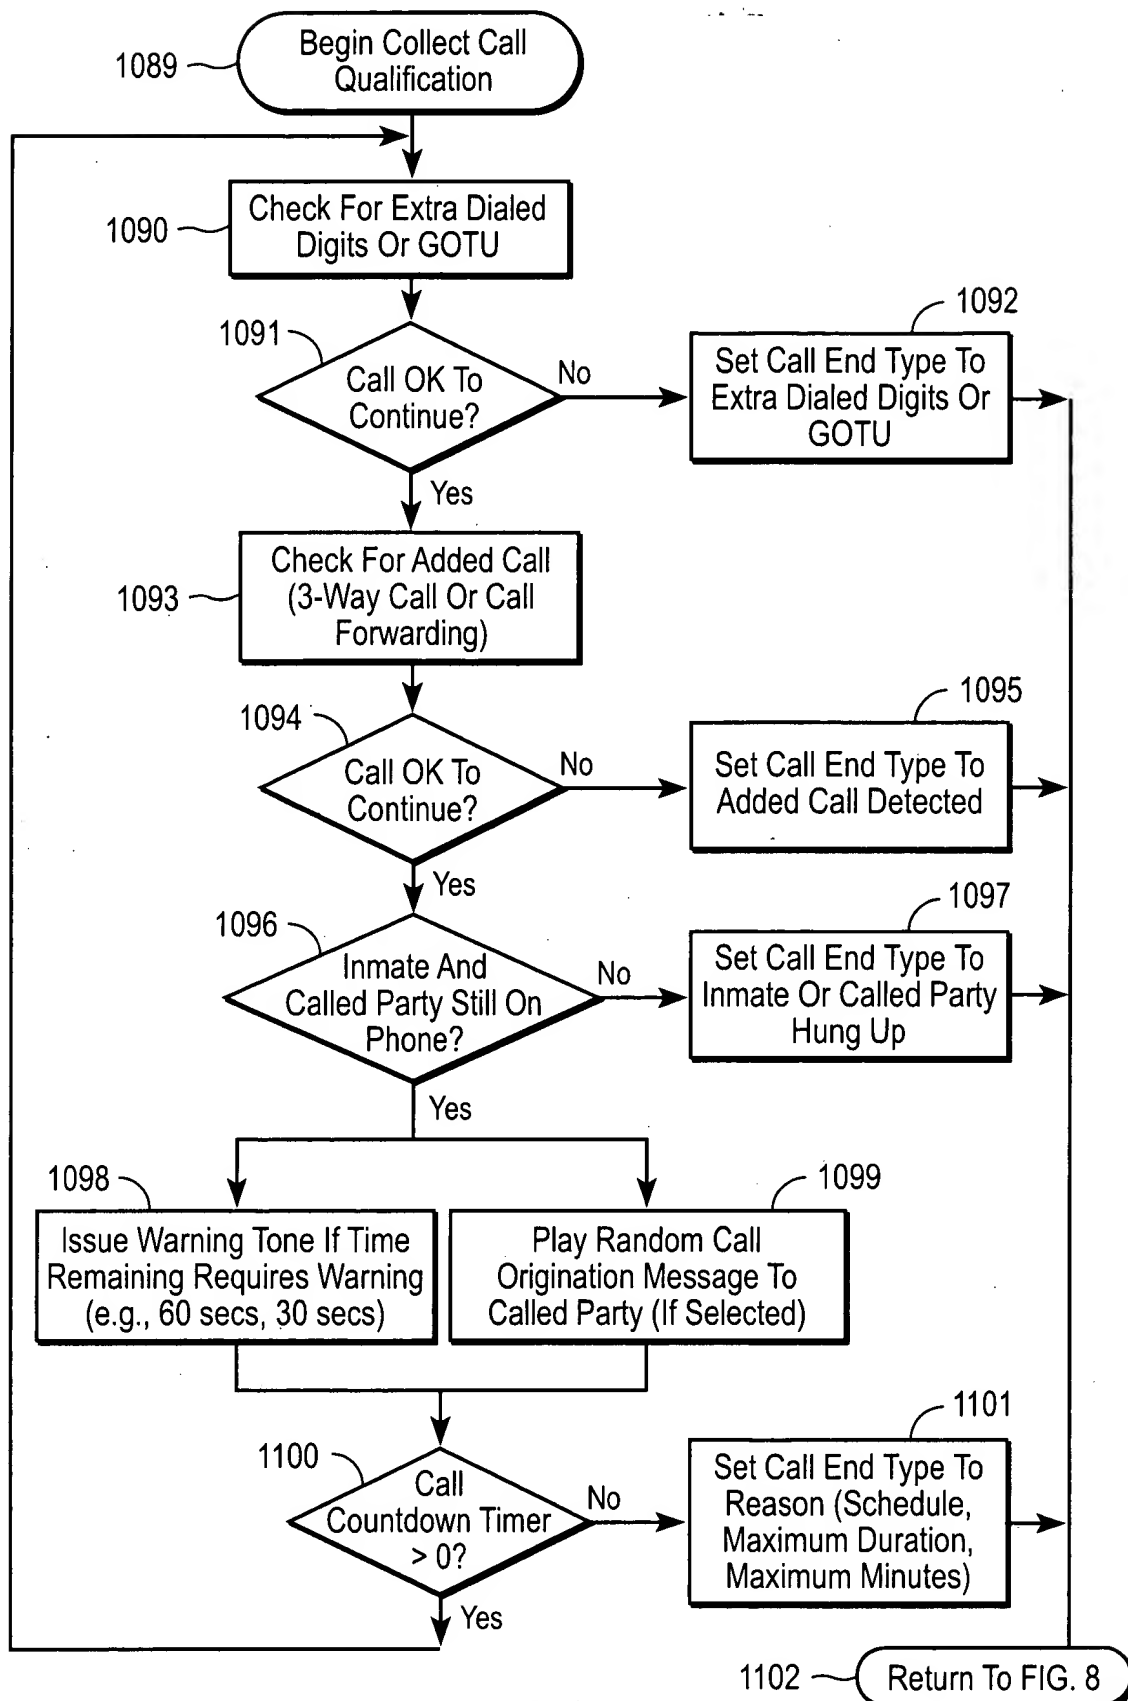 Begin Collect Call
Qualification
1089
Check For Extra Dialed
Digits Or GOTU
1090
1091
Call OK To
Continue?
No
Yes
1092
Set Call End Type To
Extra Dialed Digits Or
GOTU
Check For Added Call
(3-Way Call Or Call
Forwarding)
1093
1094
Call OK To
Continue?
No
Yes
1095
Set Call End Type To
Added Call Detected
1096
Inmate And
Called Party Still On
Phone?
No
Yes
1097
Set Call End Type To
Inmate Or Called Party
Hung Up
1098
Issue Warning Tone If Time
Remaining Requires Warning
(e.g., 60 secs, 30 secs)
1099
Play Random Call
Origination Message To
Called Party (If Selected)
1100
Call
Countdown Timer
> 0?
No
Yes
1101
Set Call End Type To
Reason (Schedule,
Maximum Duration,
Maximum Minutes)
1102
Return To FIG. 8